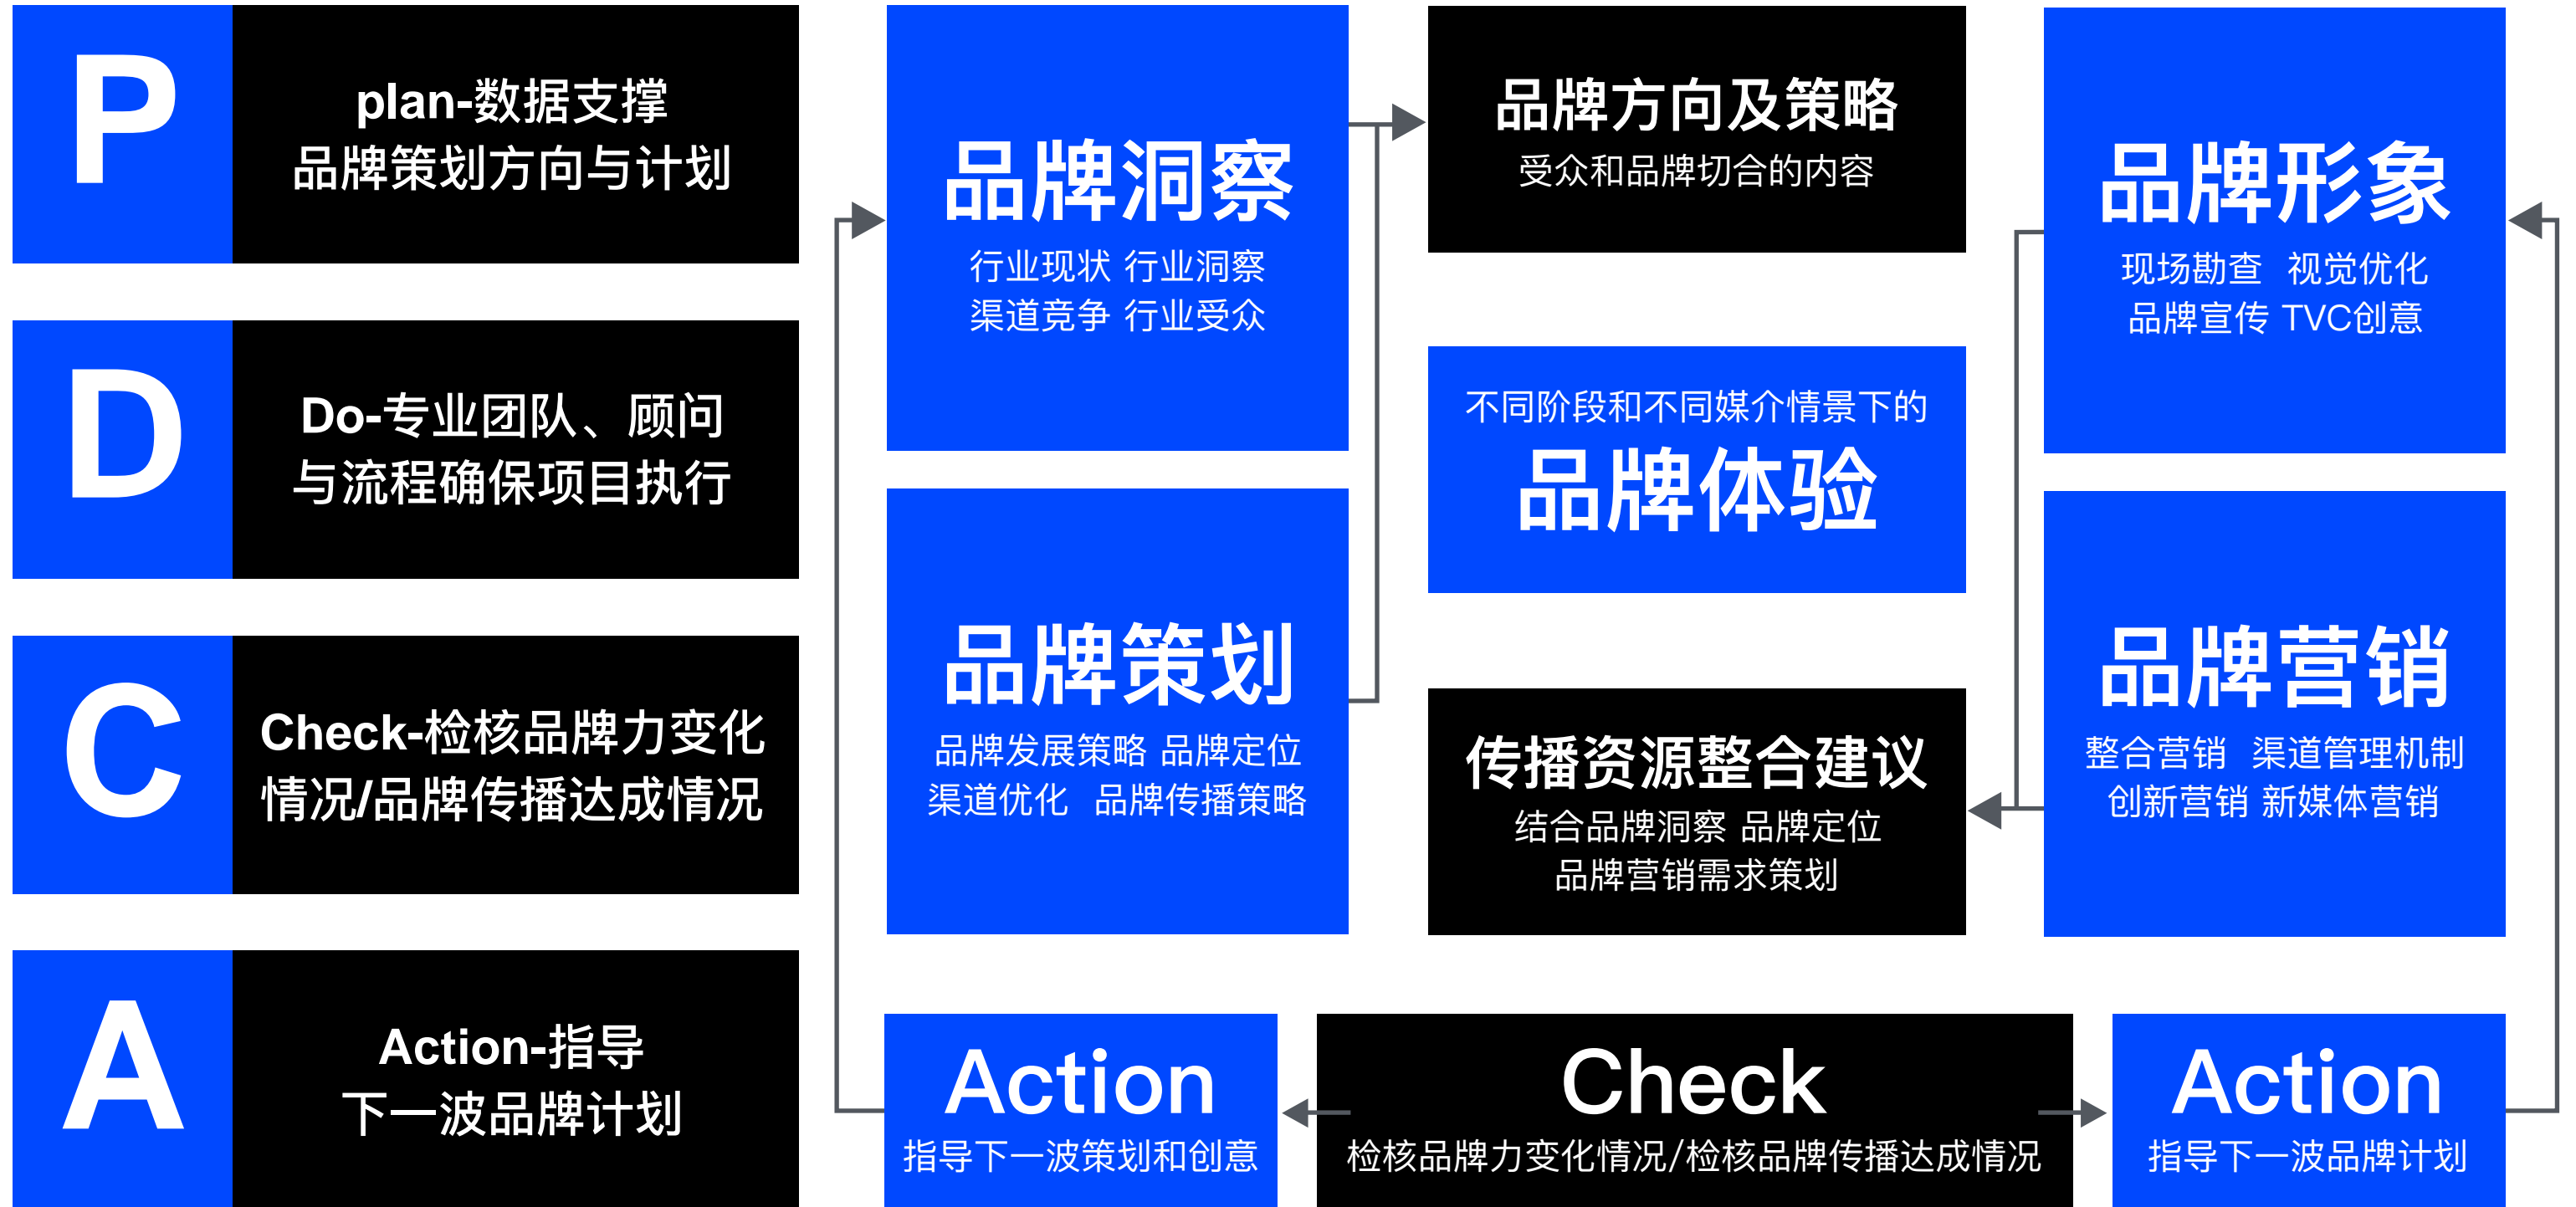 P
plan-数据支撑
品牌策划方向与计划
D
Do-专业团队、顾问
与流程确保项目执行
C
Check-检核品牌力变化
情况/品牌传播达成情况
A
Action-指导
下一波品牌计划
品牌洞察
行业现状 行业洞察
渠道竞争 行业受众
品牌策划
品牌发展策略 品牌定位
渠道优化 品牌传播策略
品牌方向及策略
受众和品牌切合的内容
不同阶段和不同媒介情景下的
品牌体验
传播资源整合建议
结合品牌洞察 品牌定位
品牌营销需求策划
品牌形象
现场勘查 视觉优化
品牌宣传 TVC创意
品牌营销
整合营销 渠道管理机制
创新营销 新媒体营销
Action
指导下一波策划和创意
Check
检核品牌力变化情况/检核品牌传播达成情况
Action
指导下一波品牌计划